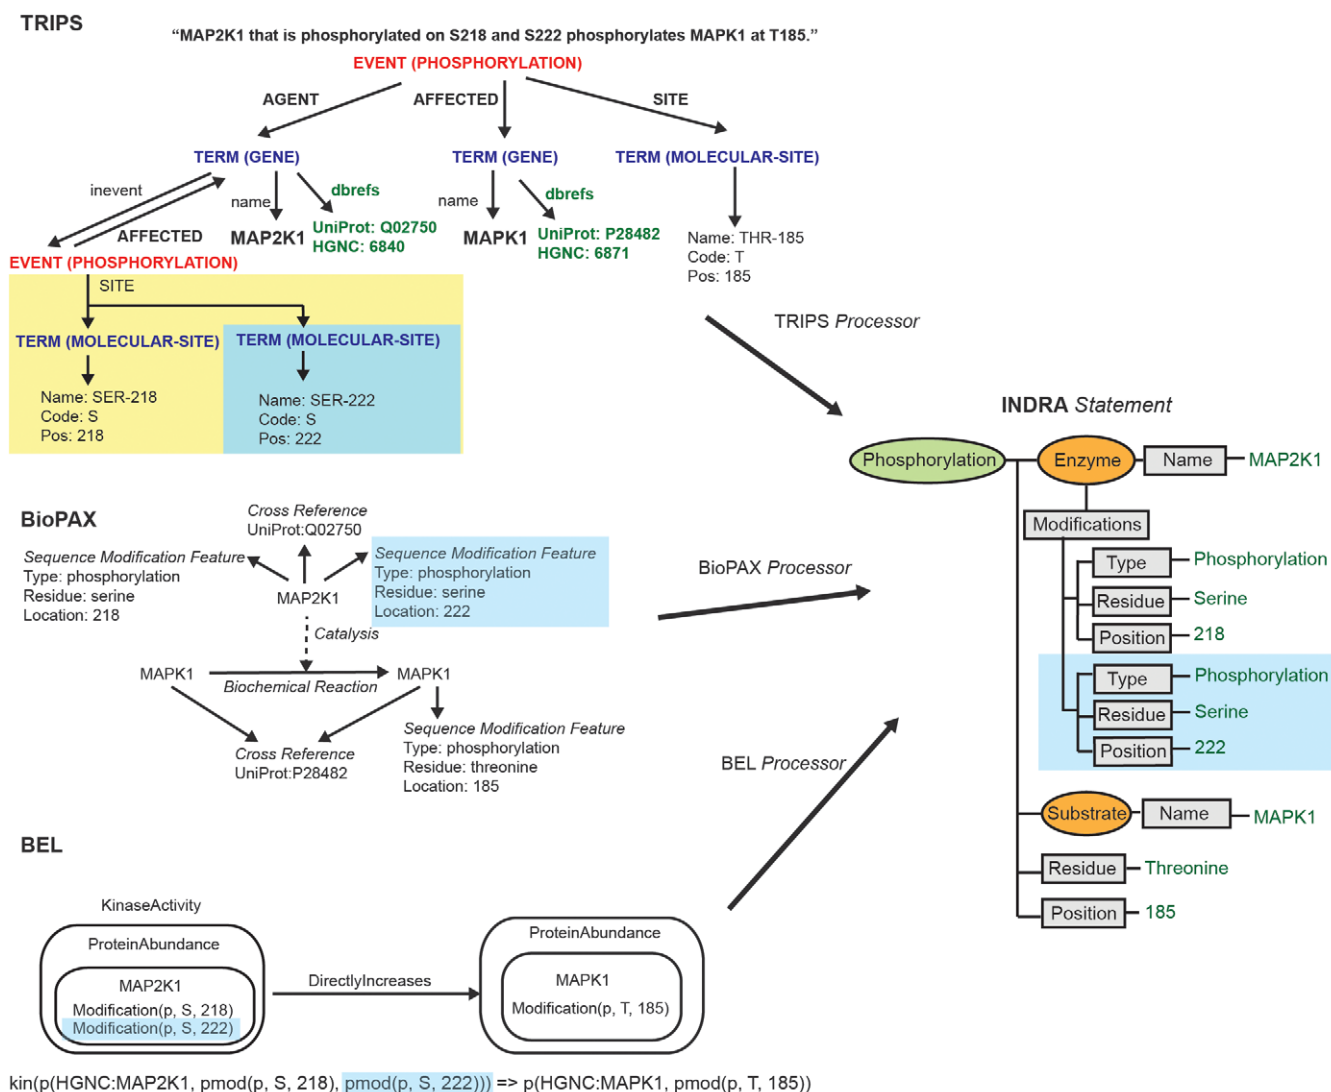 TRIPS
“MAP2K1 that is phosphorylated on S218 and S222 phosphorylates MAPK1 at T185.”
EVENT (PHOSPHORYLATION)
AGENT
AFFECTED
SITE
TERM (GENE)
TERM (GENE)
TERM (MOLECULAR-SITE)
inevent
AFFECTED
name
dbrefs
MAP2K1
UniProt: Q02750
HGNC: 6840
name
dbrefs
MAPK1
UniProt: P28482
HGNC: 6871
Name: THR-185
Code: T
Pos: 185
EVENT (PHOSPHORYLATION)
SITE
TERM (MOLECULAR-SITE)
TERM (MOLECULAR-SITE)
Name: SER-218
Code: S
Pos: 218
Name: SER-222
Code: S
Pos: 222
TRIPS Processor
BioPAX
Cross Reference
UniProt:Q02750
Sequence Modification Feature
Type: phosphorylation
Residue: serine
Location: 218
MAP2K1
Sequence Modification Feature
Type: phosphorylation
Residue: serine
Location: 222
Catalysis
MAPK1
Biochemical Reaction
MAPK1
Cross Reference
UniProt:P28482
Sequence Modification Feature
Type: phosphorylation
Residue: threonine
Location: 185
BioPAX Processor
BEL
KinaseActivity
ProteinAbundance
MAP2K1
Modification(p, S, 218)
Modification(p, S, 222)
DirectlyIncreases
ProteinAbundance
MAPK1
Modification(p, T, 185)
BEL Processor
kin(p(HGNC:MAP2K1, pmod(p, S, 218), pmod(p, S, 222))) => p(HGNC:MAPK1, pmod(p, T, 185))
INDRA Statement
Phosphorylation
Enzyme
Name
MAP2K1
Modifications
Type
Phosphorylation
Residue
Serine
Position
218
Type
Phosphorylation
Residue
Serine
Position
222
Substrate
Name
MAPK1
Residue
Threonine
Position
185